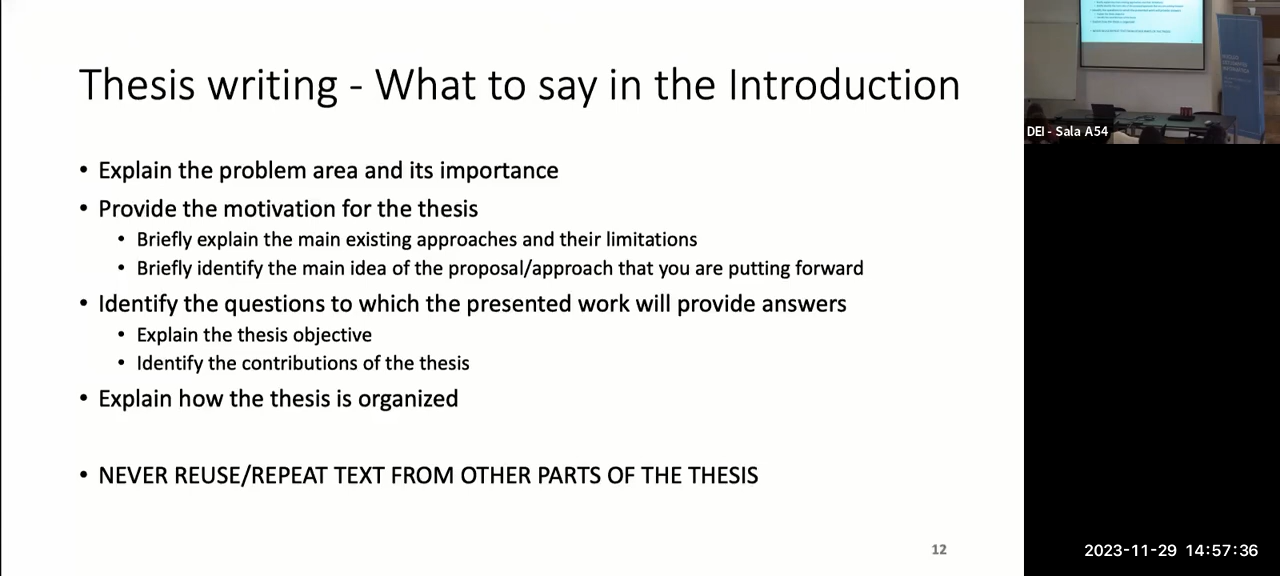 Thesis writing - What to say in the Introduction
• Explain the problem area and its importance
• Provide the motivation for the thesis
• Briefly explain the main existing approaches and their limitations
• Briefly identify the main idea of the proposal/approach that you are putting forward
• Identify the questions to which the presented work will provide answers
• Explain the thesis objective
• Identify the contributions of the thesis
• Explain how the thesis is organized
• NEVER REUSE/REPEAT TEXT FROM OTHER PARTS OF THE THESIS
12
DEI - Sala A54
2023-11-29 14:57:36